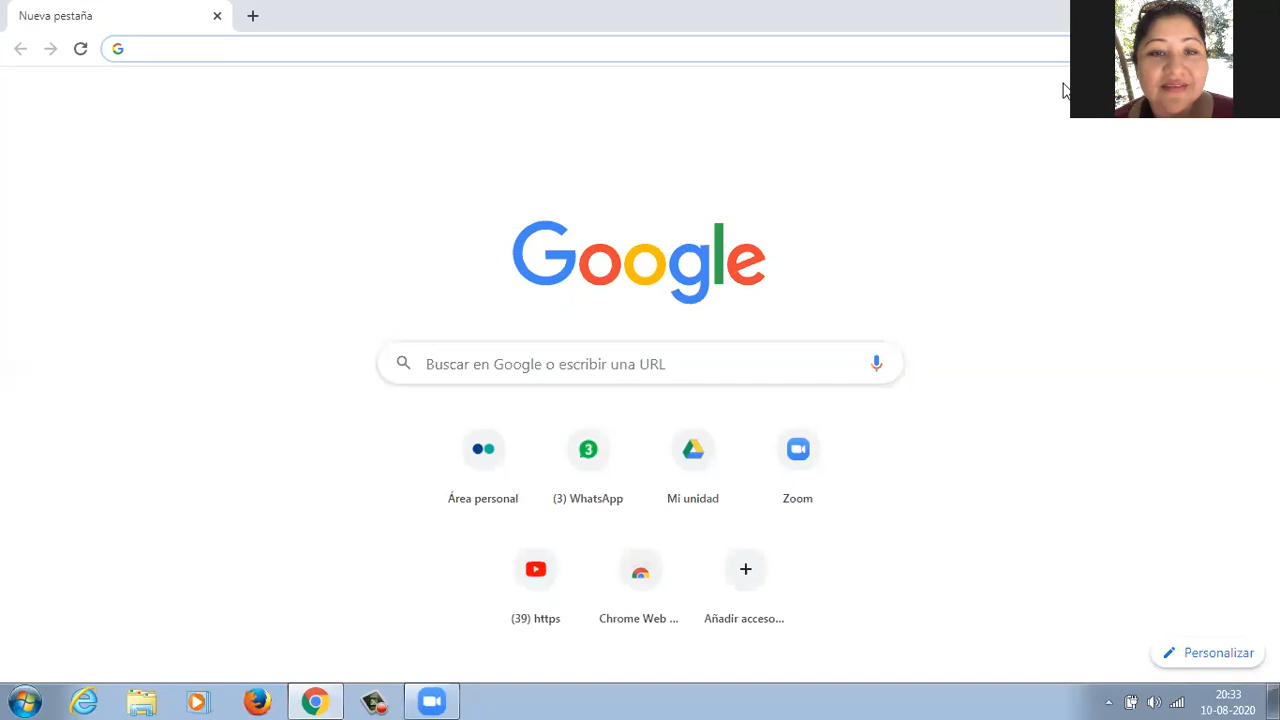 Nueva pestaña
Google
Buscar en Google o escribir una URL
3
Área personal
(3) WhatsApp
Mi unidad
Zoom
(39) https
Chrome Web ...
Añadir acceso...
Personalizar
20:33
10-08-2020